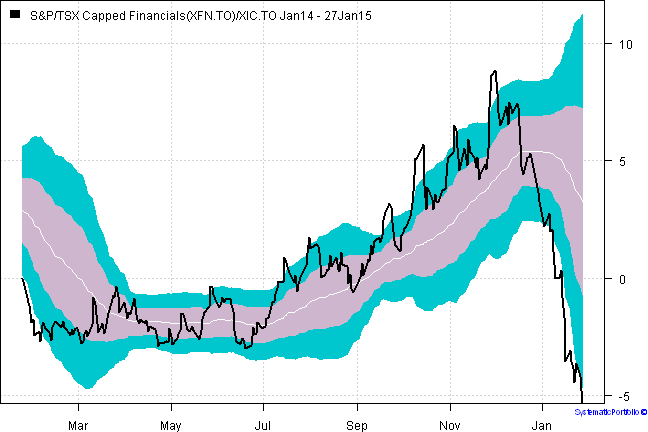 S&P/TSX Capped Financials(XFN.TO)/XIC.TO Jan14 - 27Jan15
10
5
0
-5
Mar May Jul Sep Nov Jan
SystematicPortfolio ©